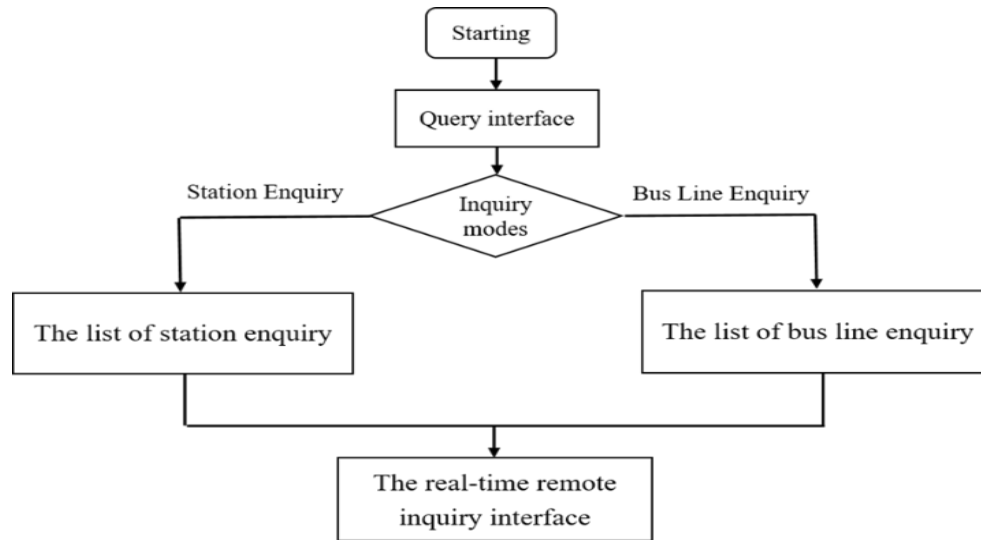 Starting
Query interface
Station Enquiry
Bus Line Enquiry
Inquiry
modes
The list of station enquiry
The list of bus line enquiry
The real-time remote
inquiry interface